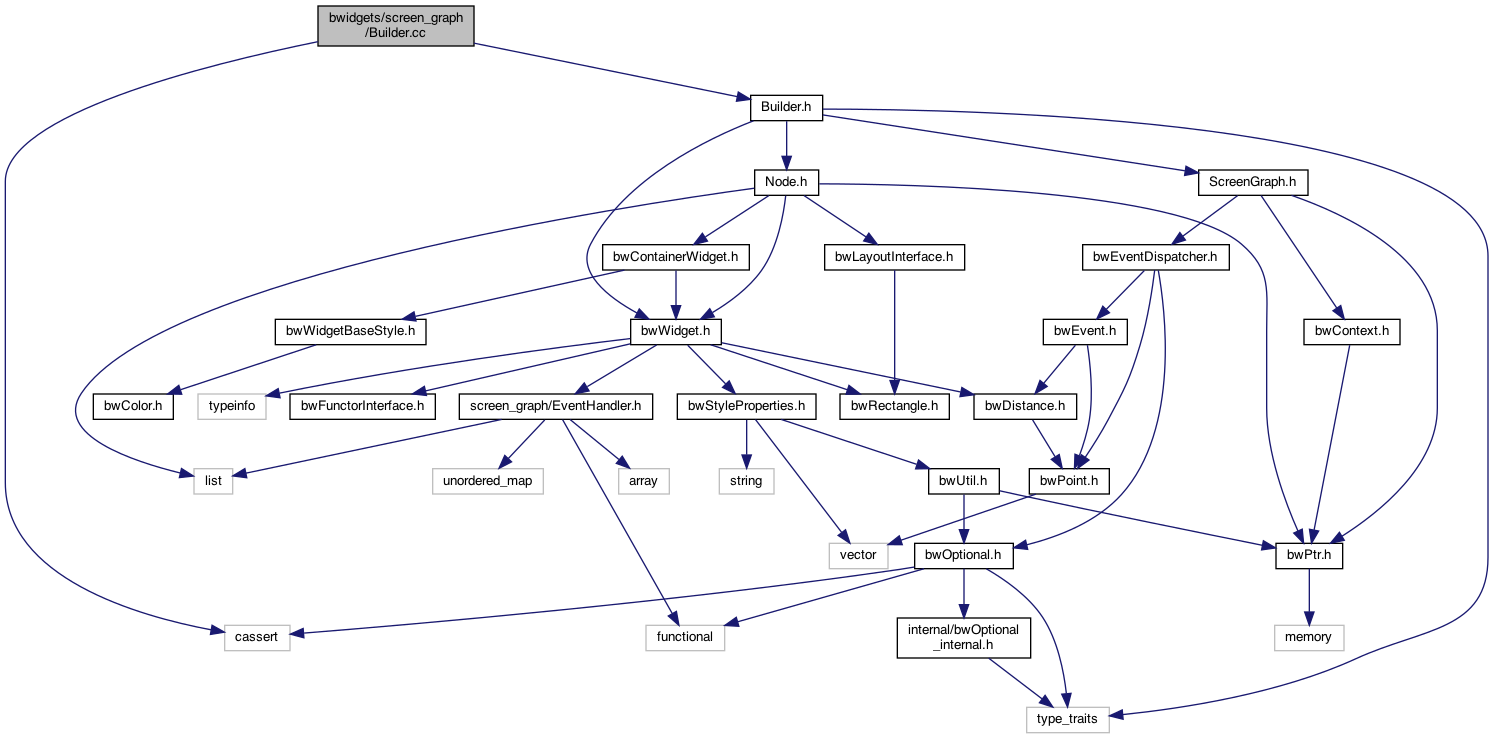 bwidgets/screen_graph
/Builder.cc
Builder.h
Node.h
ScreenGraph.h
bwContainerWidget.h
bwLayoutInterface.h
bwEventDispatcher.h
bwWidgetBaseStyle.h
bwWidget.h
bwEvent.h
bwContext.h
bwColor.h
typeinfo
bwFunctorInterface.h
screen_graph/EventHandler.h
bwStyleProperties.h
bwRectangle.h
bwDistance.h
list
unordered_map
array
string
bwUtil.h
bwPoint.h
vector
bwOptional.h
bwPtr.h
cassert
functional
internal/bwOptional
_internal.h
memory
type_traits